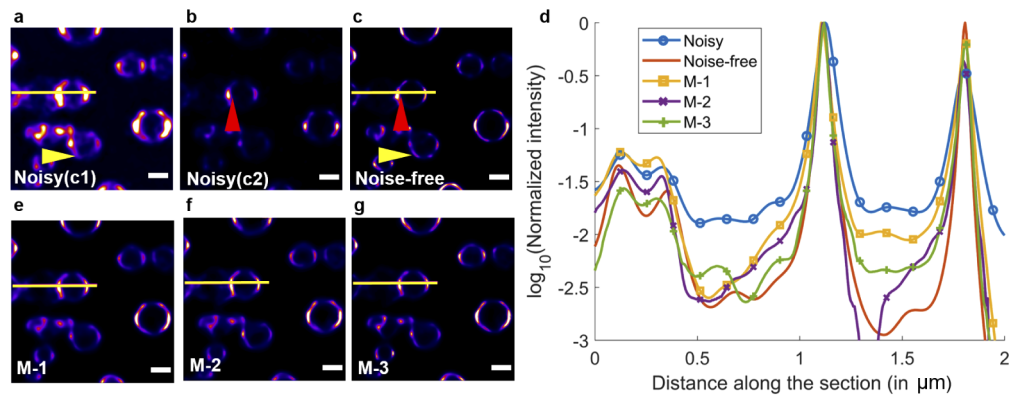 a
b
c
d
Noisy(c1)
Noisy(c2)
Noise-free
e
f
g
M-1
M-2
M-3
log10(Normalized intensity)
0
-0.5
-1
-1.5
-2
-2.5
-3
Noisy
Noise-free
M-1
M-2
M-3
0
0.5
1
1.5
2
Distance along the section (in μm)